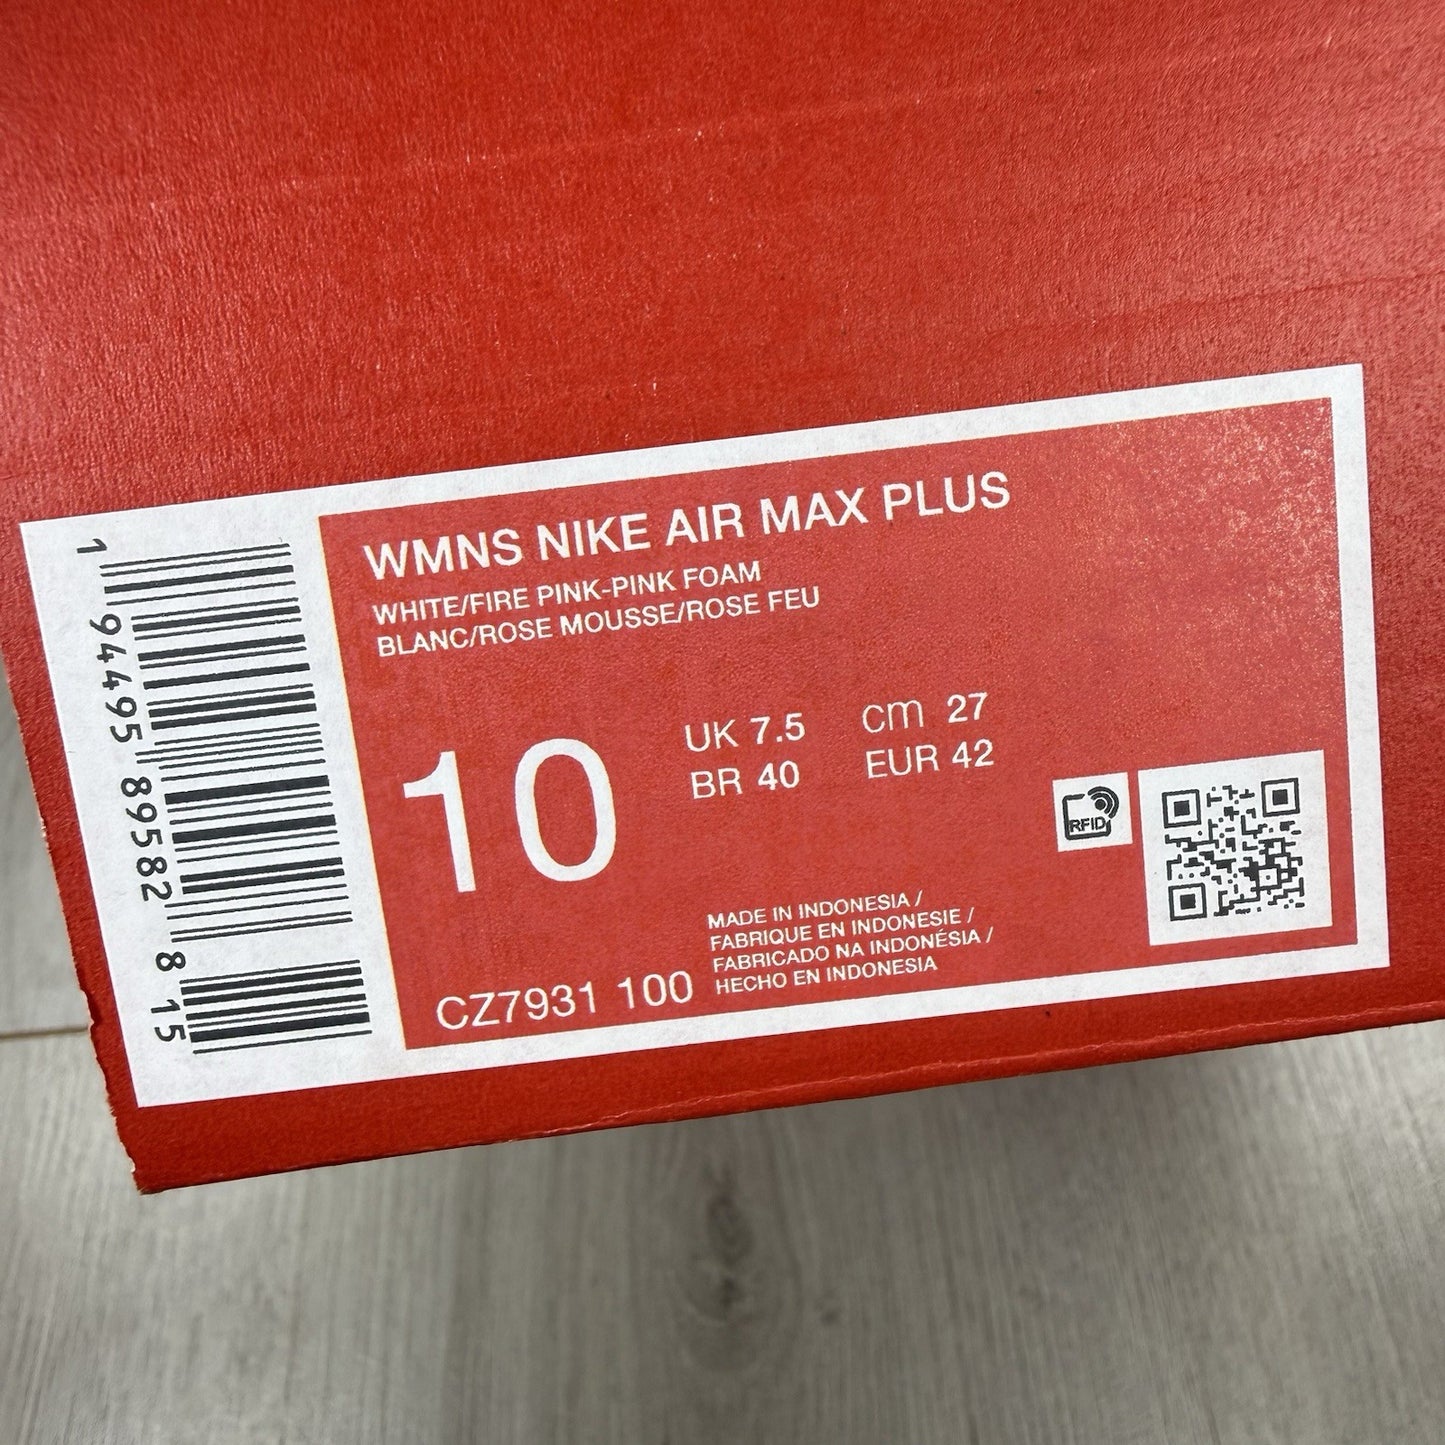 WMNS NIKE AIR MAX PLUS
WHITE/FIRE PINK-PINK FOAM
BLANC/ROSE MOUSSE/ROSE FEU
10
UK 7.5 cm 27
BR 40 EUR 42
RFID
MADE IN INDONESIA /
FABRIQUE EN INDONESIE /
FABRICADO NA INDONÉSIA /
HECHO EN INDONESIA
CZ7931 100
1 94495 89582 8 15